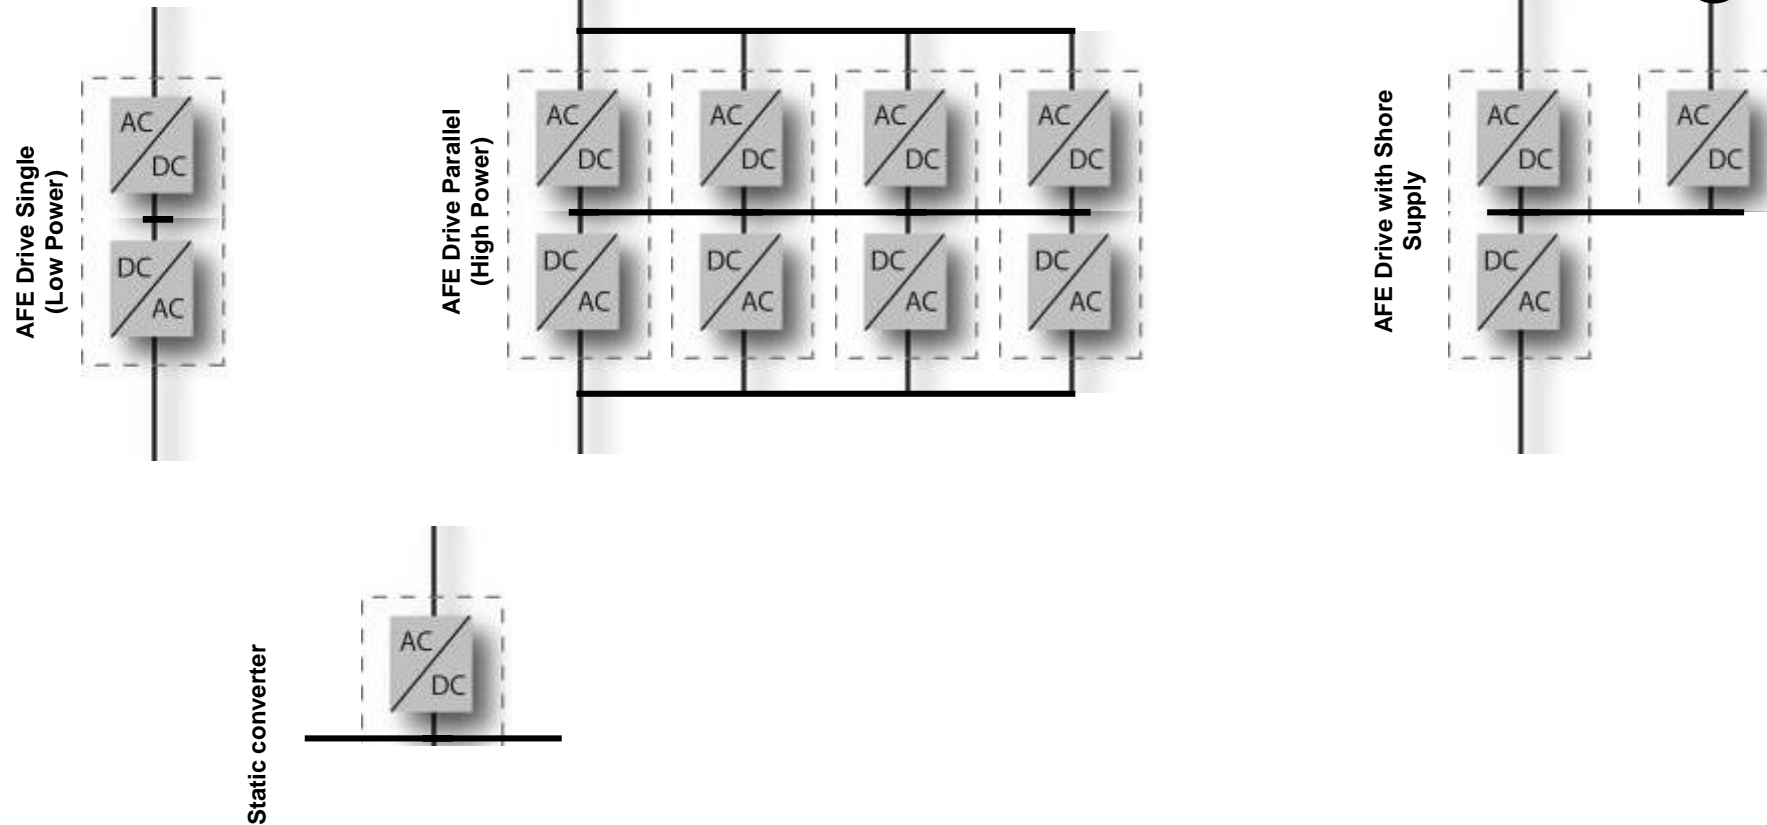 AFE Drive Single
(Low Power)
AC
DC
DC
AC
AFE Drive Parallel
(High Power)
AC
DC
AC
DC
AC
DC
AC
DC
DC
AC
DC
AC
DC
AC
DC
AC
AFE Drive with Shore
Supply
AC
DC
AC
DC
DC
AC
Static converter
AC
DC